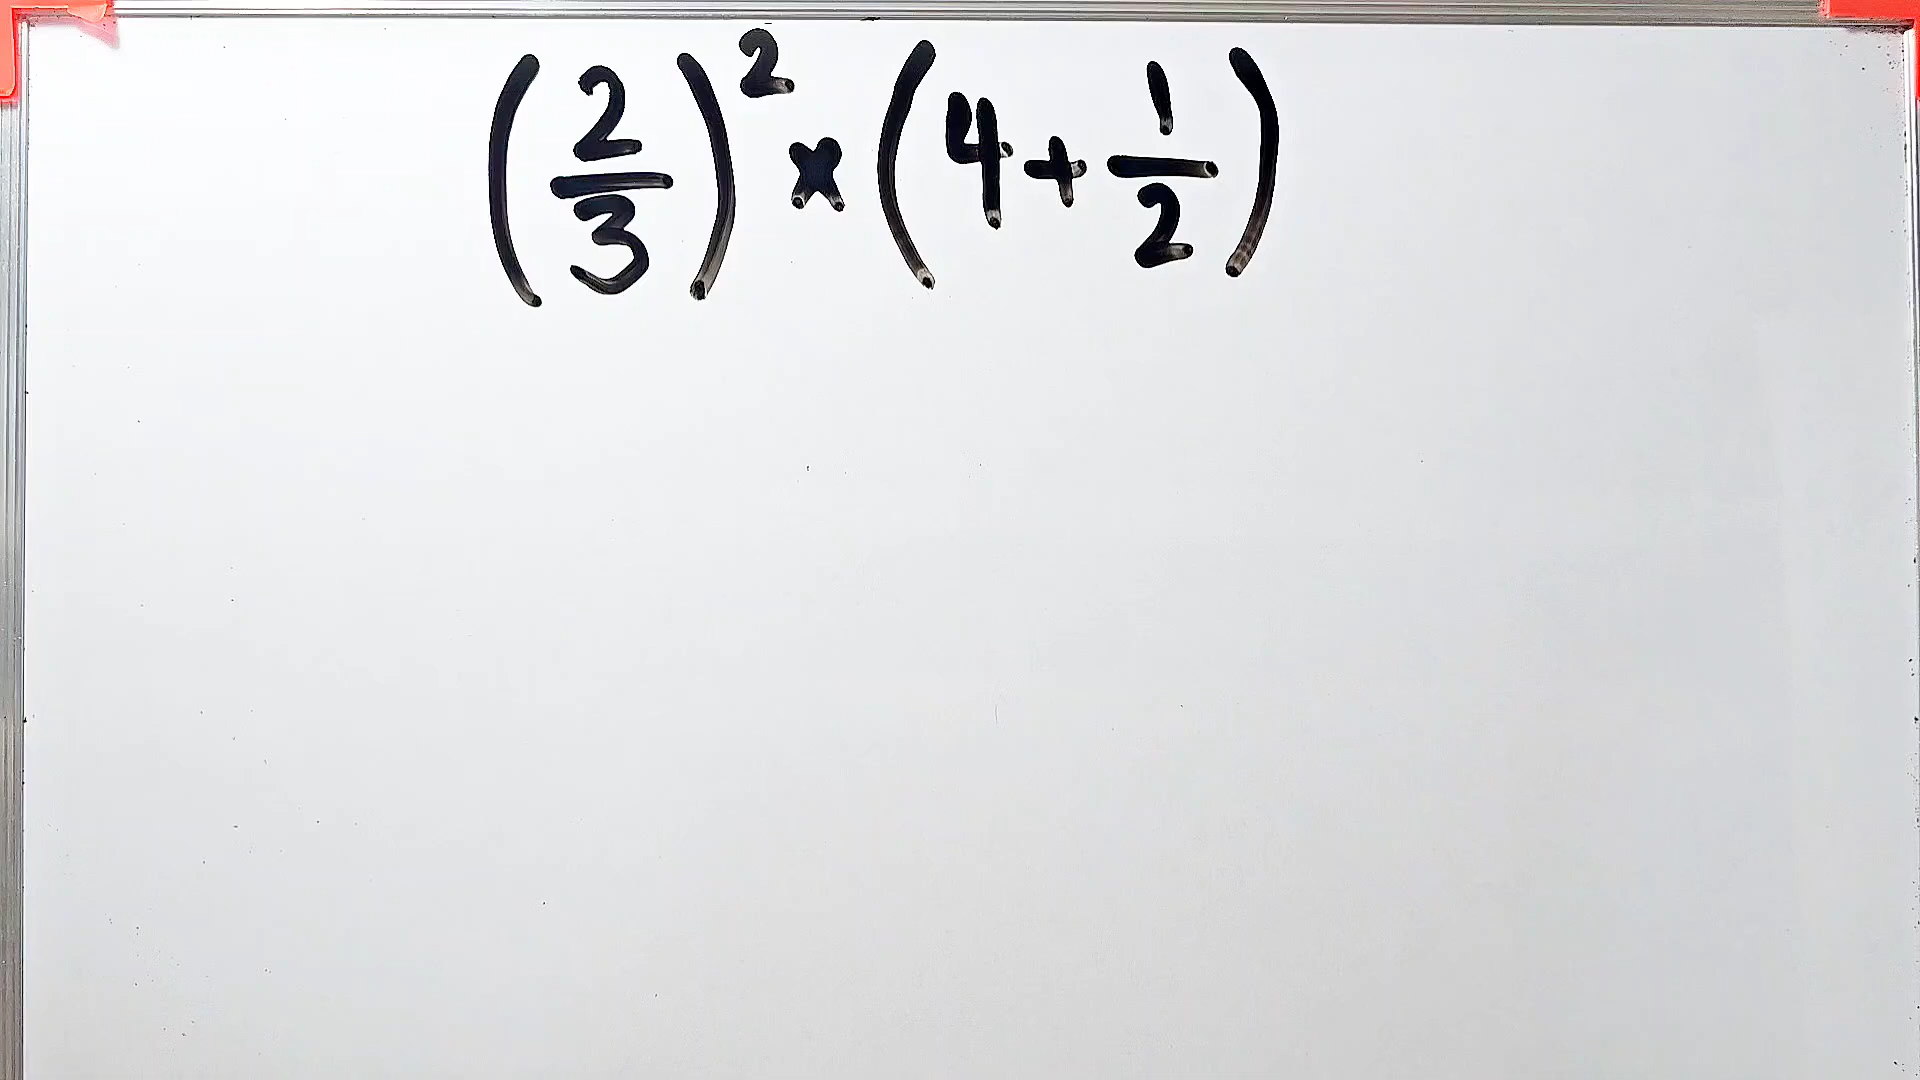 (2/3)² × (4 + 1/2)